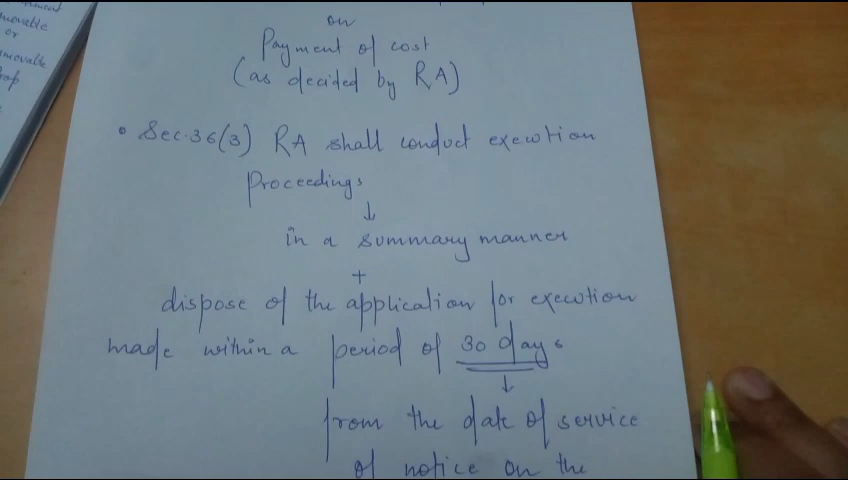 movable
or
on
Payment of cost
(as decided by RA)
• Sec.36(3) RA shall conduct execution
Proceedings
↓
in a summary manner
+
dispose of the application for execution
made within a period of 30 days
↓
from the date of service
of notice on the